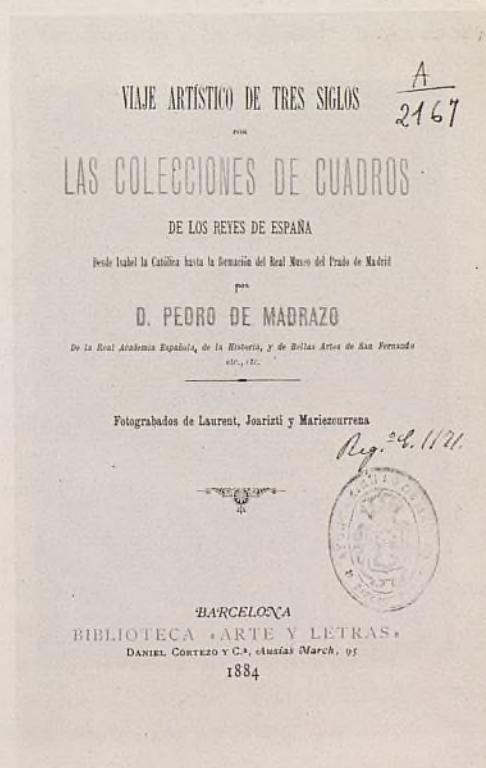 A
2167
VIAJE ARTÍSTICO DE TRES SIGLOS
POR
LAS COLECCIONES DE CUADROS
DE LOS REYES DE ESPAÑA
Desde Isabel la Católica hasta la formación del Real Museo del Prado de Madrid
por
D. PEDRO DE MADRAZO
De la Real Academia Española, de la Historia, y de Bellas Artes de San Fernando
etc., etc.
Fotograbados de Laurent, Joarizti y Mariezcurrena
BARCELONA
BIBLIOTECA «ARTE Y LETRAS»
DANIEL CORTEZO Y C.ª, Ausias March, 95
1884